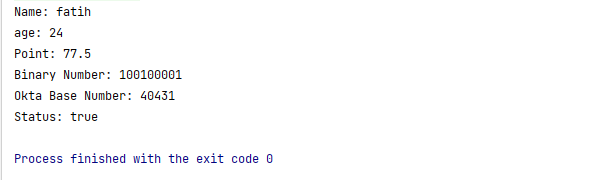 Name: fatih
age: 24
Point: 77.5
Binary Number: 100100001
Okta Base Number: 40431
Status: true
Process finished with the exit code 0